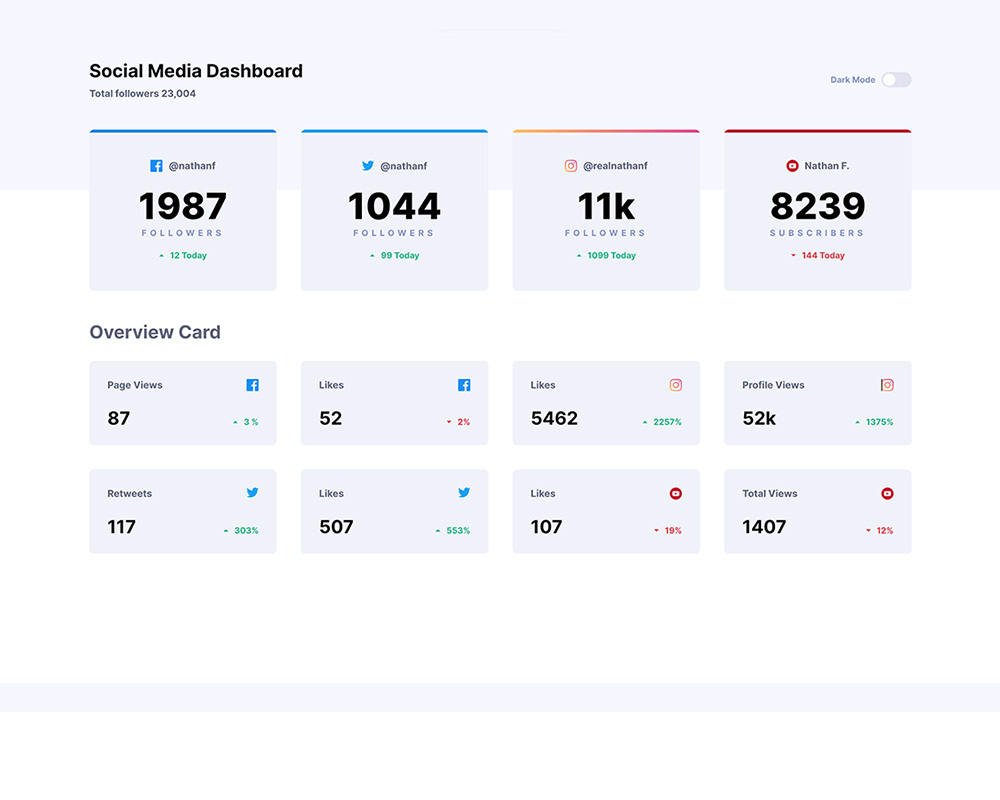 Social Media Dashboard
Total followers 23,004
Dark Mode
@nathanf
1987
FOLLOWERS
12 Today
@nathanf
1044
FOLLOWERS
99 Today
@realnathanf
11k
FOLLOWERS
1099 Today
Nathan F.
8239
SUBSCRIBERS
144 Today
Overview Card
Page Views
87
3 %
Likes
52
2%
Likes
5462
2257%
Profile Views
52k
1375%
Retweets
117
303%
Likes
507
553%
Likes
107
19%
Total Views
1407
12%